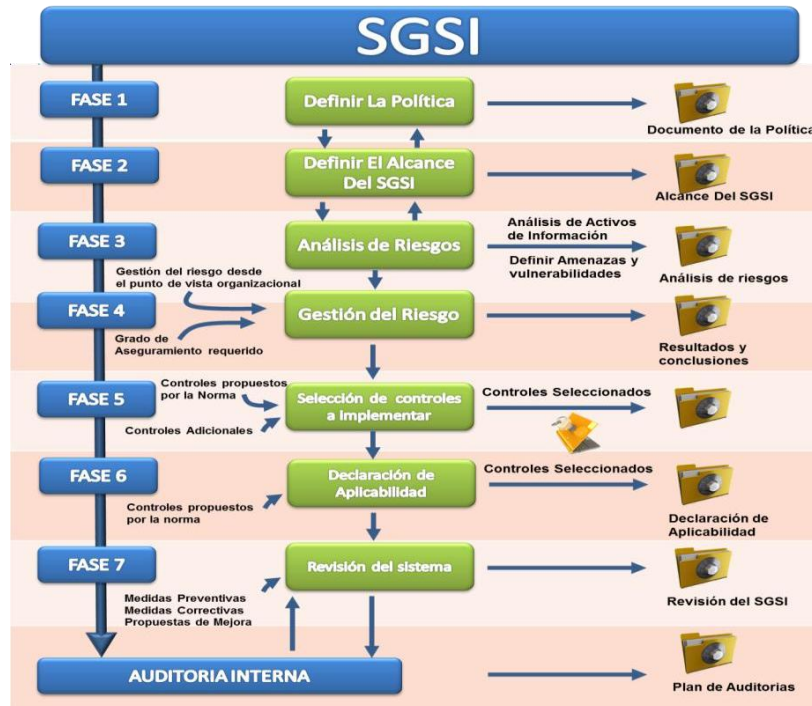 SGSI
FASE 1
Definir La Política
Documento de la Política
FASE 2
Definir El Alcance
Del SGSI
Alcance Del SGSI
FASE 3
Análisis de Riesgos
Análisis de Activos
de Información
Definir Amenazas y
vulnerabilidades
Análisis de riesgos
Gestión del riesgo desde
el punto de vista organizacional
FASE 4
Gestión del Riesgo
Grado de
Aseguramiento requerido
Resultados y
conclusiones
FASE 5
Controles propuestos
por la Norma
Controles Adicionales
Selección de controles
a implementar
Controles Seleccionados
FASE 6
Declaración de
Aplicabilidad
Controles Seleccionados
Controles propuestos
por la norma
Declaración de
Aplicabilidad
FASE 7
Revisión del sistema
Medidas Preventivas
Medidas Correctivas
Propuestas de Mejora
Revisión del SGSI
AUDITORIA INTERNA
Plan de Auditorias